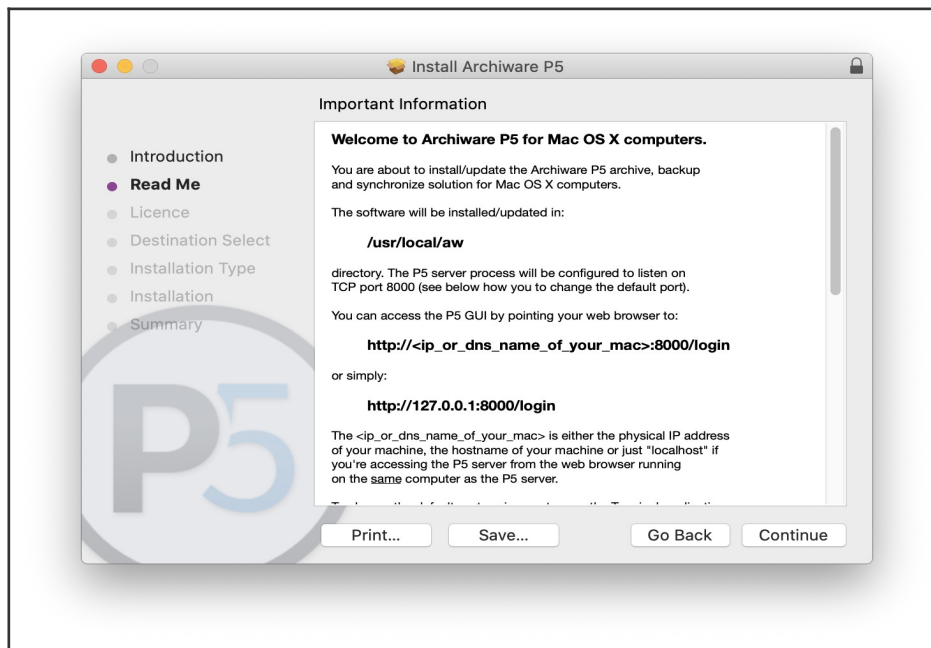 Install Archiware P5
Important Information
Introduction
Read Me
Licence
Destination Select
Installation Type
Installation
Summary
P5
Welcome to Archiware P5 for Mac OS X computers.
You are about to install/update the Archiware P5 archive, backup
and synchronize solution for Mac OS X computers.
The software will be installed/updated in:
/usr/local/aw
directory. The P5 server process will be configured to listen on
TCP port 8000 (see below how you to change the default port).
You can access the P5 GUI by pointing your web browser to:
http://<ip_or_dns_name_of_your_mac>:8000/login
or simply:
http://127.0.0.1:8000/login
The <ip_or_dns_name_of_your_mac> is either the physical IP address
of your machine, the hostname of your machine or just "localhost" if
you're accessing the P5 server from the web browser running
on the same computer as the P5 server.
Print...
Save...
Go Back
Continue